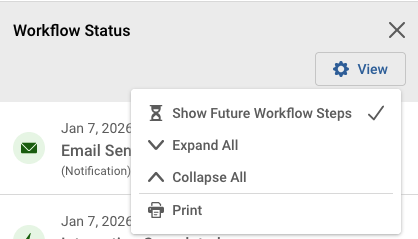 Workflow Status
View
Show Future Workflow Steps
Expand All
Collapse All
Print
Jan 7, 2026
Email Sen
(Notification)
Jan 7, 2026